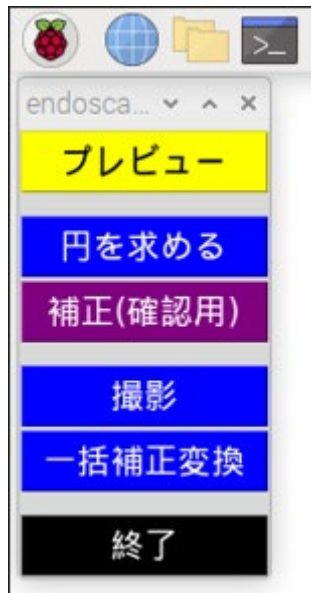 endosca...
プレビュー
円を求める
補正(確認用)
撮影
一括補正変換
終了